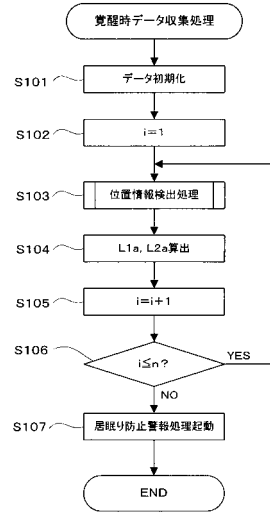 覚醒時データ収集処理
S101
データ初期化
S102
i=1
S103
位置情報検出処理
S104
L1a, L2a算出
S105
i=i+1
S106
i≦n?
YES
NO
S107
居眠り防止警報処理起動
END